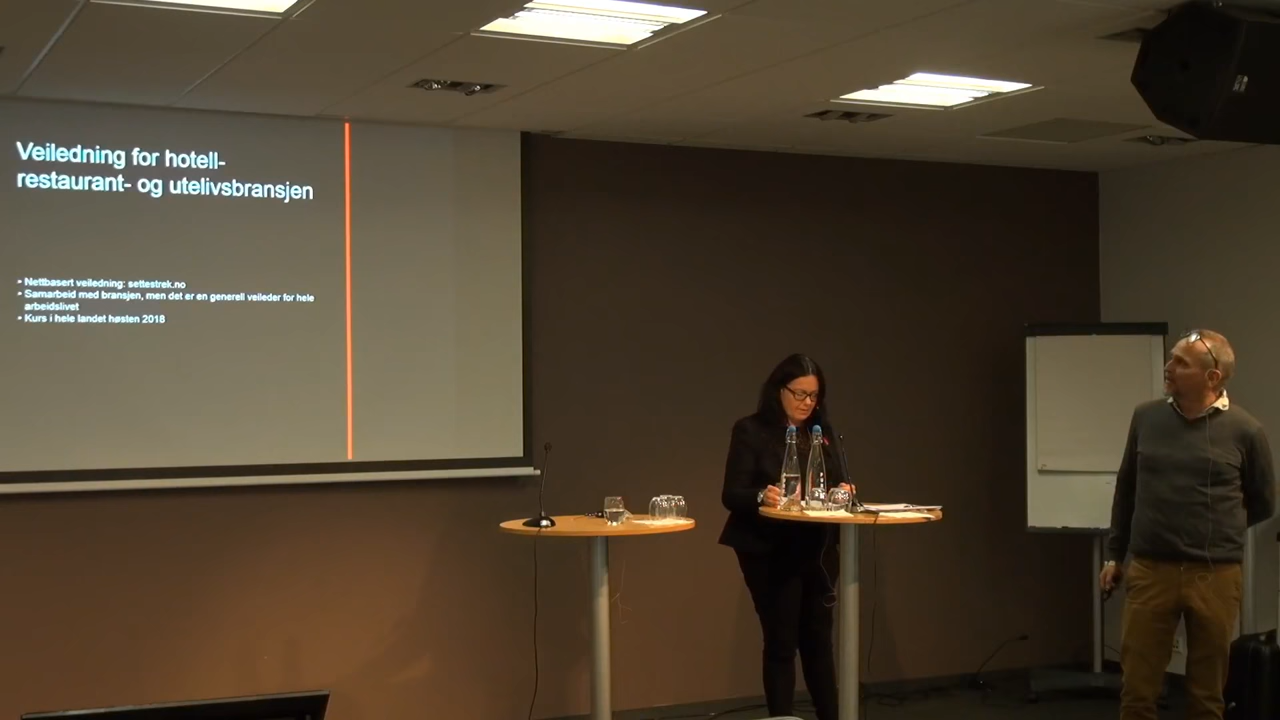 Veiledning for hotell-
restaurant- og utelivsbransjen
• Nettbasert veiledning: settestrek.no
• Samarbeid med bransjen, men det er en generell veileder for hele
arbeidslivet
• Kurs i hele landet høsten 2018